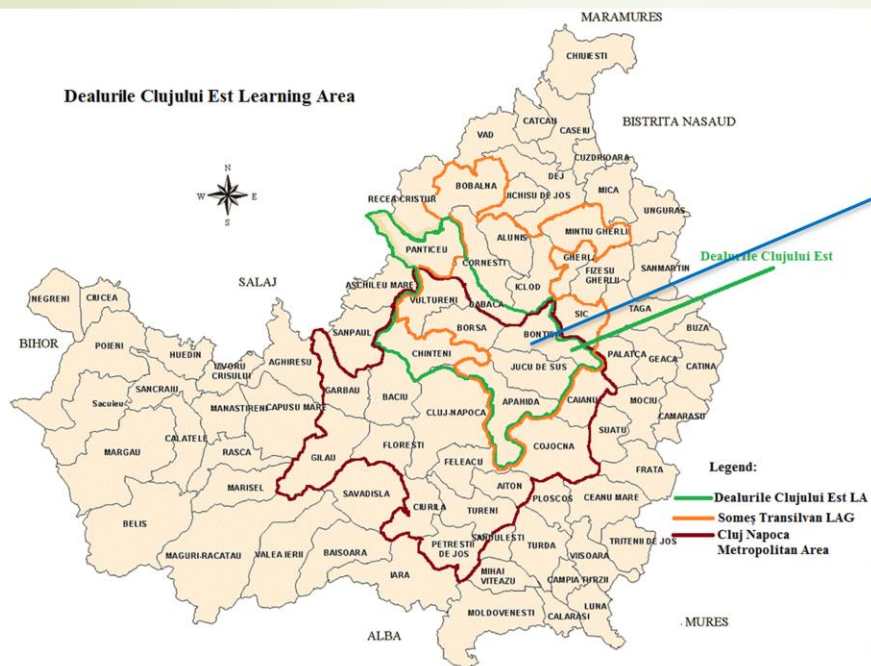 MARAMURES
CHIUIESTI
Dealurile Clujului Est Learning Area
CATCAU
CASEIU
BISTRITA NASAUD
VAD
CUZDRIOARA
DEJ
N
W E
S
BOBALNA
JICHISU DE JOS
MICA
RECEA CRISTUR
UNGURAS
ALUNIS
MINTIU GHERLII
PANTICEU
CORNESTI
GHERLA
Dealurile Clujului Est
FIZESU
GHERLII
SANMARTIN
SALAJ
ASCHILEU MARE
ICLOD
NEGRENI
CIUCEA
VULTURENI
DABACA
SIC
TAGA
BORSA
BONTIDA
BUZA
SANPAUL
BIHOR
POIENI
HUEDIN
AGHIRESU
CHINTENI
PALATCA
GEACA
IZVORU
CRISULUI
JUCU DE SUS
CATINA
SANCRAIU
GARBAU
Sacuieu
MANASTIRENI
CAPUSU MARE
BACIU
APAHIDA
CAIANU
MOCIU
CLUJ-NAPOCA
CAMARASU
CALATELE
SUATU
MARGAU
RASCA
GILAU
FLORESTI
COJOCNA
FELEACU
FRATA
Legend:
MARISEL
SAVADISLA
AITON
PLOSCOS
CEANU MARE
Dealurile Clujului Est LA
CIURILA
TURENI
BELIS
Someș Transilvan LAG
MAGURI-RACATAU
VALEA IERII
BAISOARA
PETRESTII
DE JOS
SANDULESTI
TURDA
VIISOARA
TRITENII DE JOS
Cluj Napoca
Metropolitan Area
IARA
MIHAI
VITEAZU
CAMPIA TURZII
LUNA
MOLDOVENESTI
CALARASI
MURES
ALBA